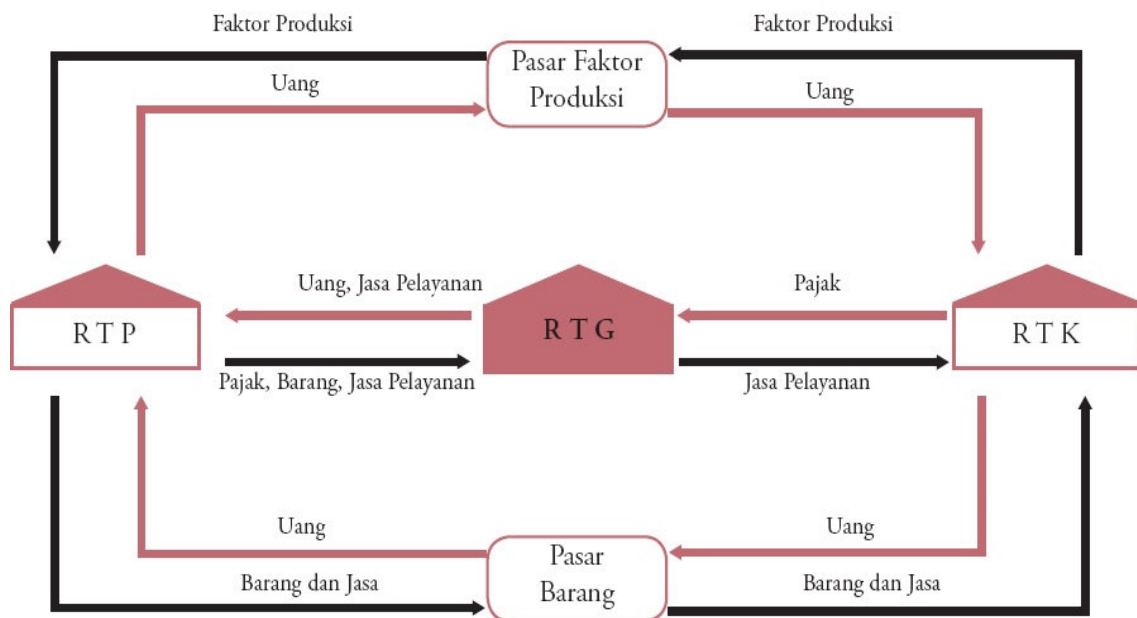 Faktor Produksi
Faktor Produksi
Pasar Faktor
Produksi
Uang
Uang
Uang, Jasa Pelayanan
Pajak
R T P
R T G
R T K
Pajak, Barang, Jasa Pelayanan
Jasa Pelayanan
Uang
Uang
Pasar
Barang
Barang dan Jasa
Barang dan Jasa